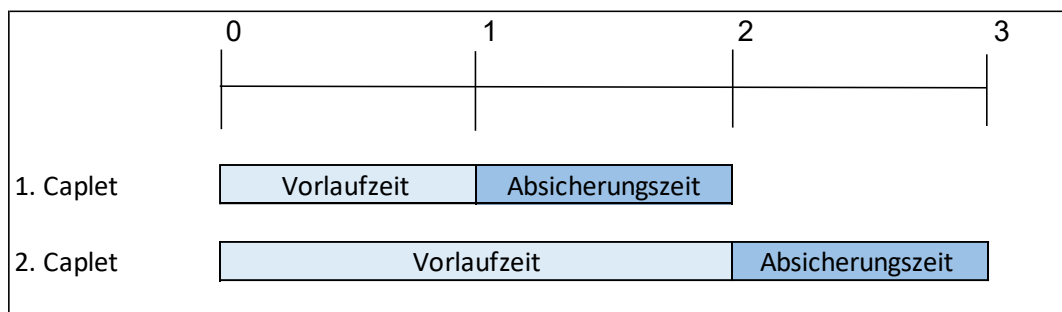 0 1 2 3
1. Caplet Vorlaufzeit Absicherungszeit
2. Caplet Vorlaufzeit Absicherungszeit